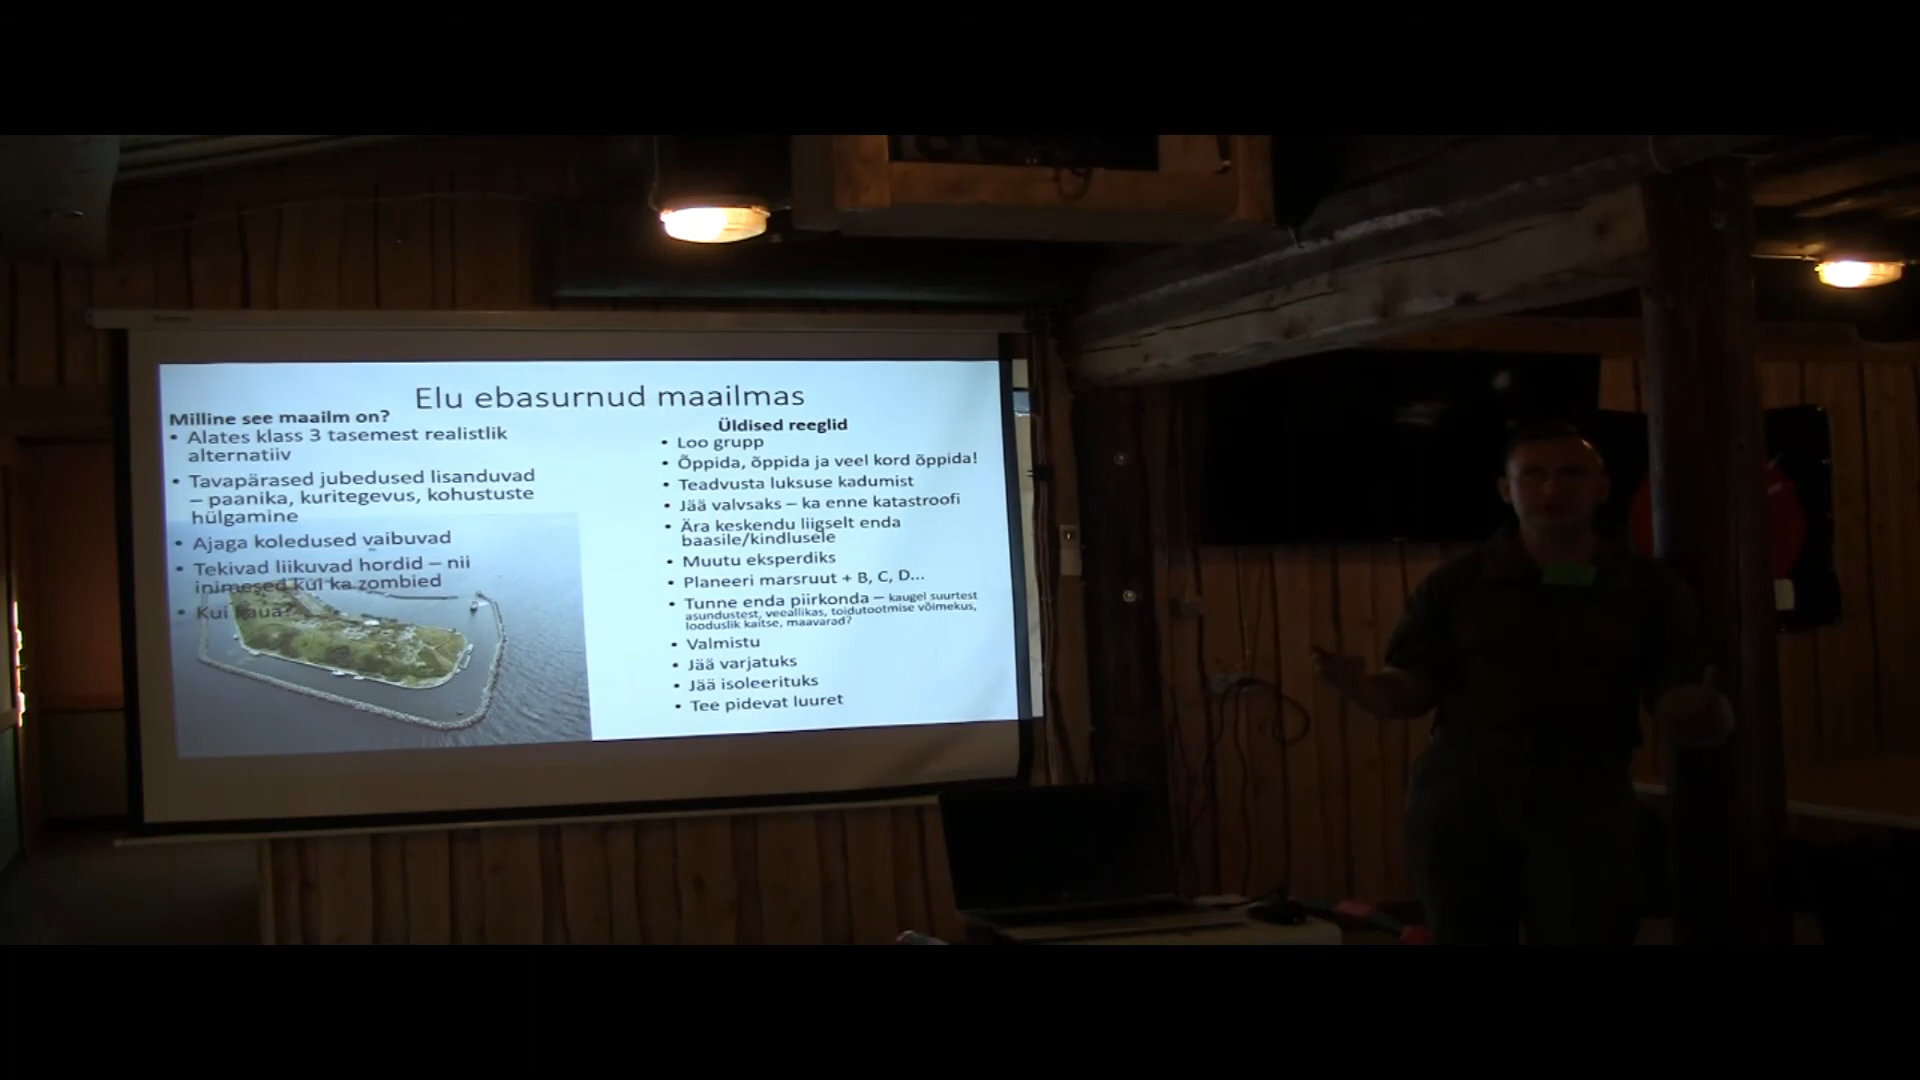 Elu ebasurnud maailmas
Milline see maailm on?
• Alates klass 3 tasemest realistlik
alternatiiv
• Tavapärased jubedused lisanduvad
– paanika, kuritegevus, kohustuste
hülgamine
• Ajaga koledused vaibuvad
• Tekivad liikuvad hordid – nii
inimesed kui ka zombied
• Kui kaua?
Üldised reeglid
• Loo grupp
• Õppida, õppida ja veel kord õppida!
• Teadvusta luksuse kadumist
• Jää valvsaks – ka enne katastroofi
• Ära keskendu liigselt enda
baasile/kindlusele
• Muutu eksperdiks
• Planeeri marsruut + B, C, D...
• Tunne enda piirkonda – kaugel suurtest
asundustest, veeallikas, toidutootmise võimekus,
looduslik kaitse, maavarad?
• Valmistu
• Jää varjatuks
• Jää isoleerituks
• Tee pidevat luuret